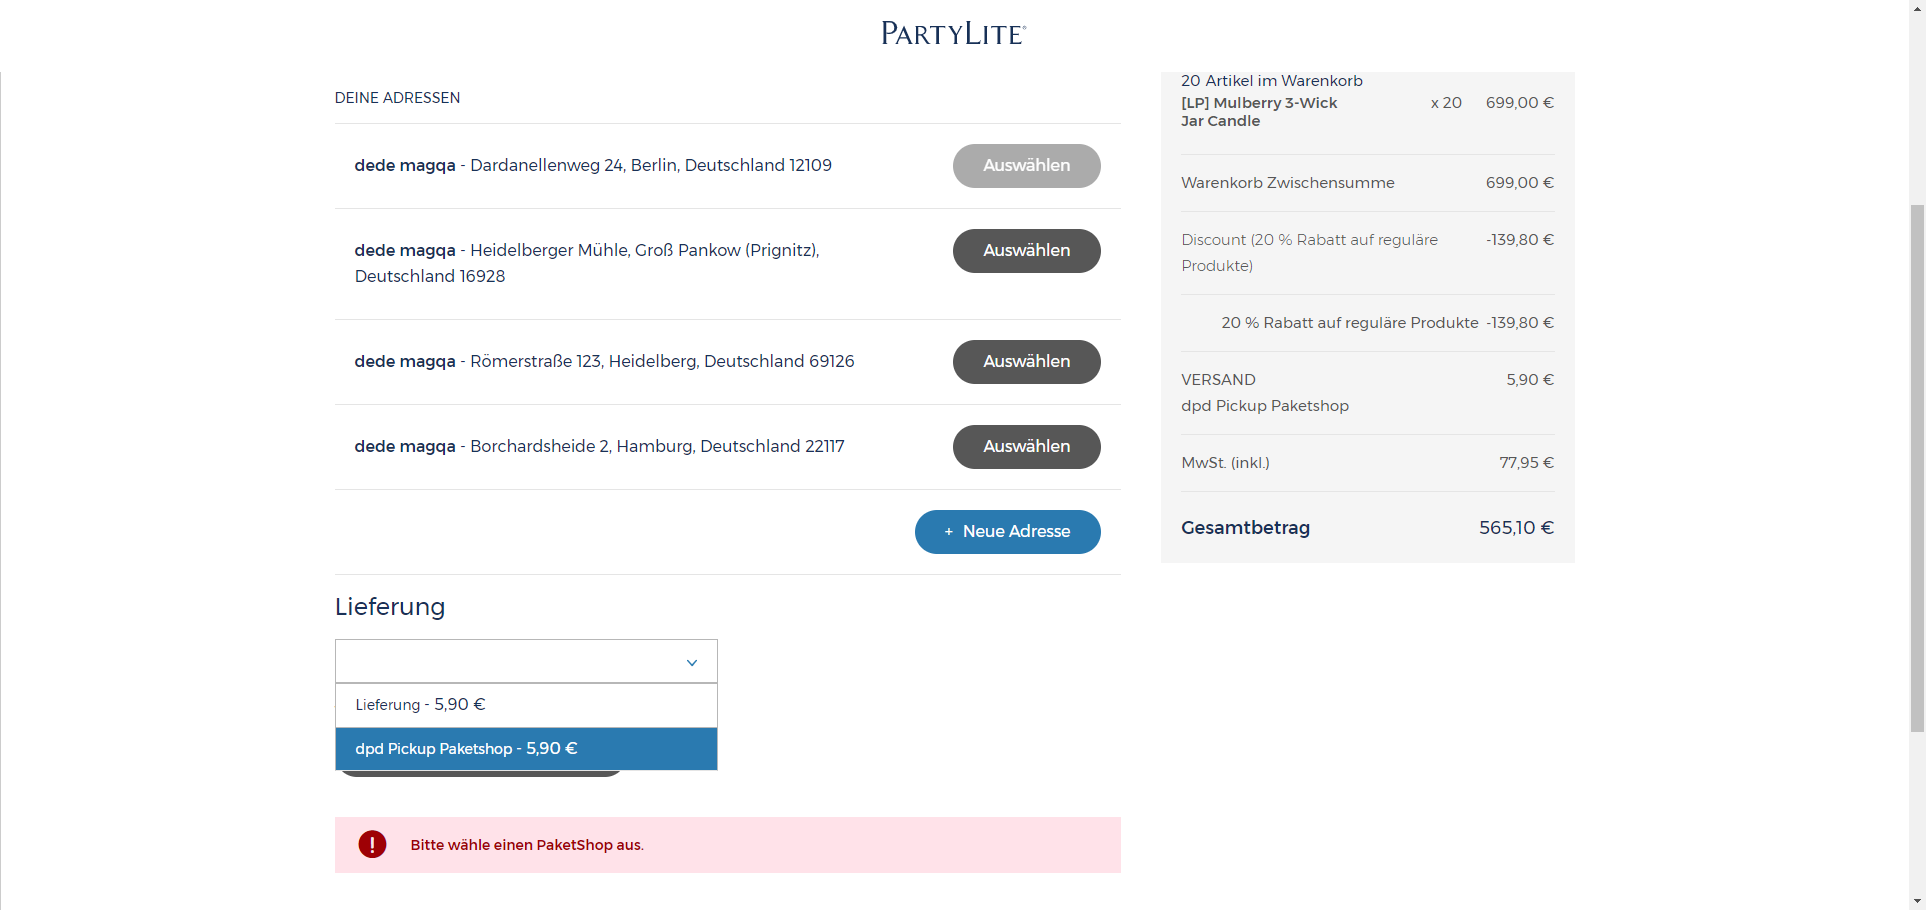 PARTYLITE®
DEINE ADRESSEN
dede magqa - Dardanellenweg 24, Berlin, Deutschland 12109
Auswählen
dede magqa - Heidelberger Mühle, Groß Pankow (Prignitz),
Deutschland 16928
Auswählen
dede magqa - Römerstraße 123, Heidelberg, Deutschland 69126
Auswählen
dede magqa - Borchardsheide 2, Hamburg, Deutschland 22117
Auswählen
+ Neue Adresse
Lieferung
Lieferung - 5,90 €
dpd Pickup Paketshop - 5,90 €
! Bitte wähle einen PaketShop aus.
20 Artikel im Warenkorb
[LP] Mulberry 3-Wick x 20 699,00 €
Jar Candle
Warenkorb Zwischensumme 699,00 €
Discount (20 % Rabatt auf reguläre -139,80 €
Produkte)
20 % Rabatt auf reguläre Produkte -139,80 €
VERSAND 5,90 €
dpd Pickup Paketshop
MwSt. (inkl.) 77,95 €
Gesamtbetrag 565,10 €